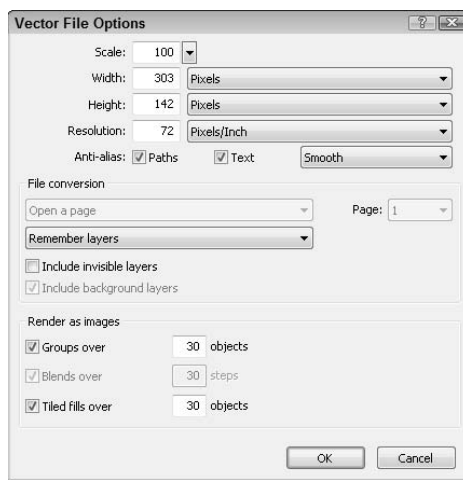 Vector File Options
Scale: 100
Width: 303 Pixels
Height: 142 Pixels
Resolution: 72 Pixels/Inch
Anti-alias: Paths Text Smooth
File conversion
Open a page Page: 1
Remember layers
Include invisible layers
Include background layers
Render as images
Groups over 30 objects
Blends over 30 steps
Tiled fills over 30 objects
OK Cancel